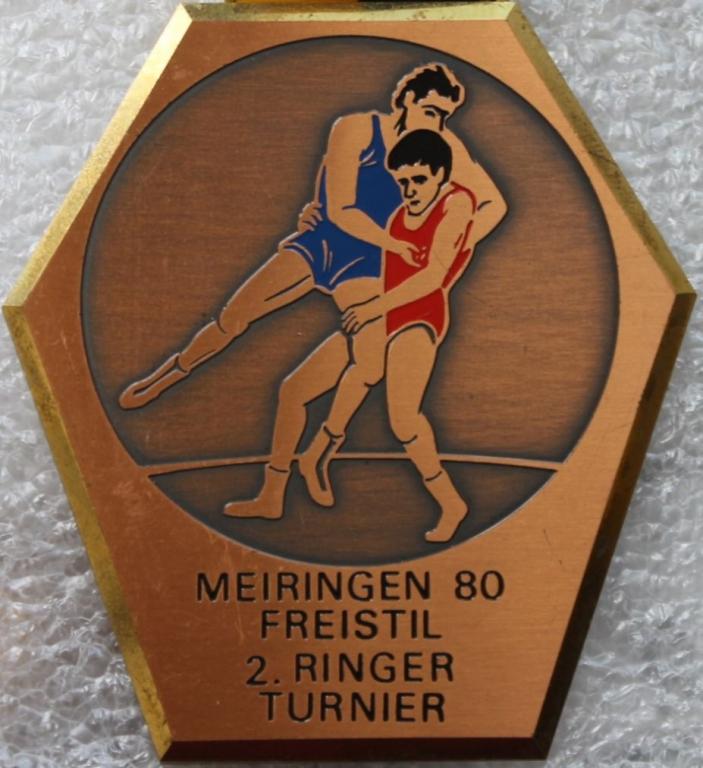 MEIRINGEN 80
FREISTIL
2. RINGER
TURNIER